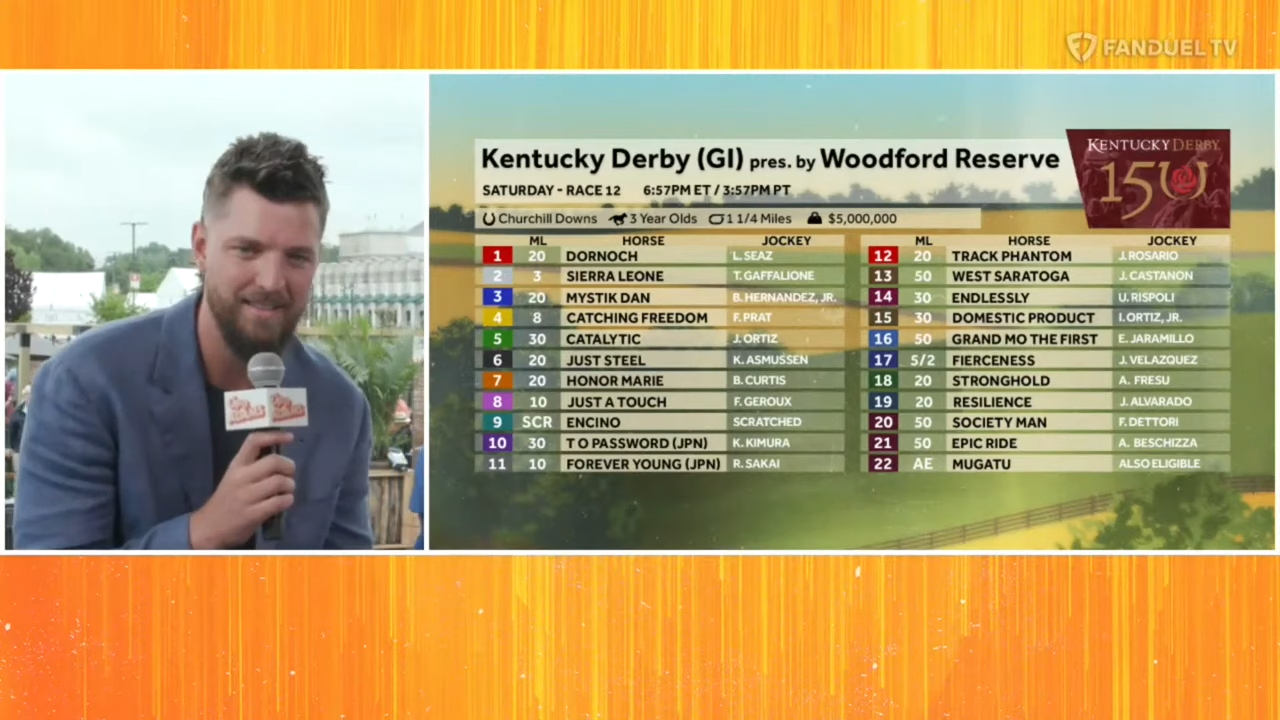 FANDUEL TV
Kentucky Derby (GI) pres. by Woodford Reserve
KENTUCKY DERBY
150
SATURDAY - RACE 12 6:57PM ET / 3:57PM PT
Churchill Downs 3 Year Olds 1 1/4 Miles $5,000,000
ML HORSE JOCKEY
1 20 DORNOCH L. SEAZ
2 3 SIERRA LEONE T. GAFFALIONE
3 20 MYSTIK DAN B. HERNANDEZ, JR.
4 8 CATCHING FREEDOM F. PRAT
5 30 CATALYTIC J. ORTIZ
6 20 JUST STEEL K. ASMUSSEN
7 20 HONOR MARIE B. CURTIS
8 10 JUST A TOUCH F. GEROUX
9 SCR ENCINO SCRATCHED
10 30 T O PASSWORD (JPN) K. KIMURA
11 10 FOREVER YOUNG (JPN) R. SAKAI
ML HORSE JOCKEY
12 20 TRACK PHANTOM J. ROSARIO
13 50 WEST SARATOGA J. CASTANON
14 30 ENDLESSLY U. RISPOLI
15 30 DOMESTIC PRODUCT I. ORTIZ, JR.
16 50 GRAND MO THE FIRST E. JARAMILLO
17 5/2 FIERCENESS J. VELAZQUEZ
18 20 STRONGHOLD A. FRESU
19 20 RESILIENCE J. ALVARADO
20 50 SOCIETY MAN F. DETTORI
21 50 EPIC RIDE A. BESCHIZZA
22 AE MUGATU ALSO ELIGIBLE